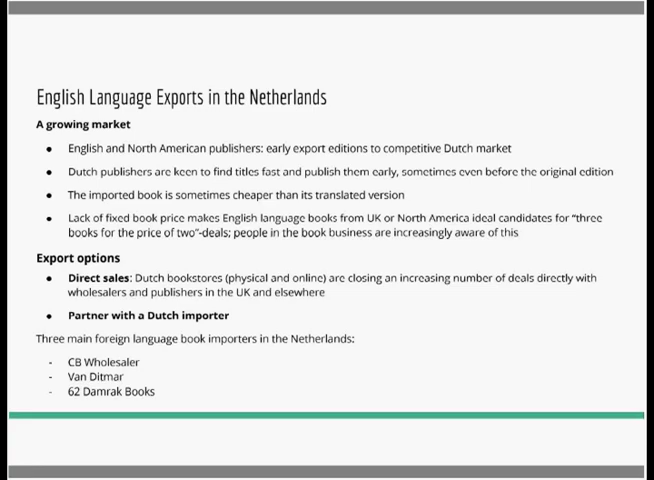 English Language Exports in the Netherlands
A growing market
● English and North American publishers: early export editions to competitive Dutch market
● Dutch publishers are keen to find titles fast and publish them early, sometimes even before the original edition
● The imported book is sometimes cheaper than its translated version
● Lack of fixed book price makes English language books from UK or North America ideal candidates for “three
books for the price of two”-deals; people in the book business are increasingly aware of this
Export options
● Direct sales: Dutch bookstores (physical and online) are closing an increasing number of deals directly with
wholesalers and publishers in the UK and elsewhere
● Partner with a Dutch importer
Three main foreign language book importers in the Netherlands:
- CB Wholesaler
- Van Ditmar
- 62 Damrak Books